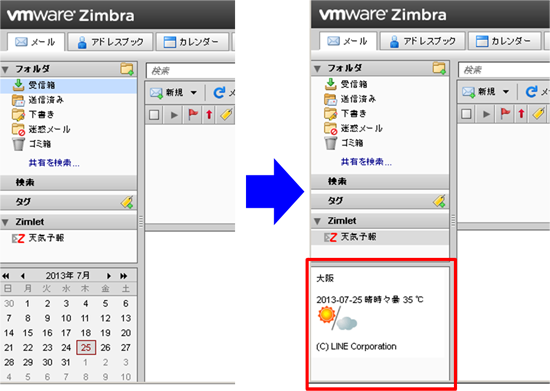 vmware Zimbra
メール アドレスブック カレンダー
フォルダ
検索
受信箱
新規
送信済み
下書き
迷惑メール
ゴミ箱
共有を検索...
検索
タグ
Zimlet
天気予報
2013年 7月
日 月 火 水 木 金 土
30 1 2 3 4 5 6
7 8 9 10 11 12 13
14 15 16 17 18 19 20
21 22 23 24 25 26 27
28 29 30 31 1 2 3
4 5 6 7 8 9 10
vmware Zimbra
メール アドレスブック カレンダー
フォルダ
検索
受信箱
新規 メ
送信済み
下書き
迷惑メール
ゴミ箱
共有を検索...
検索
タグ
Zimlet
天気予報
大阪
2013-07-25 晴時々曇 35 ℃
(C) LINE Corporation